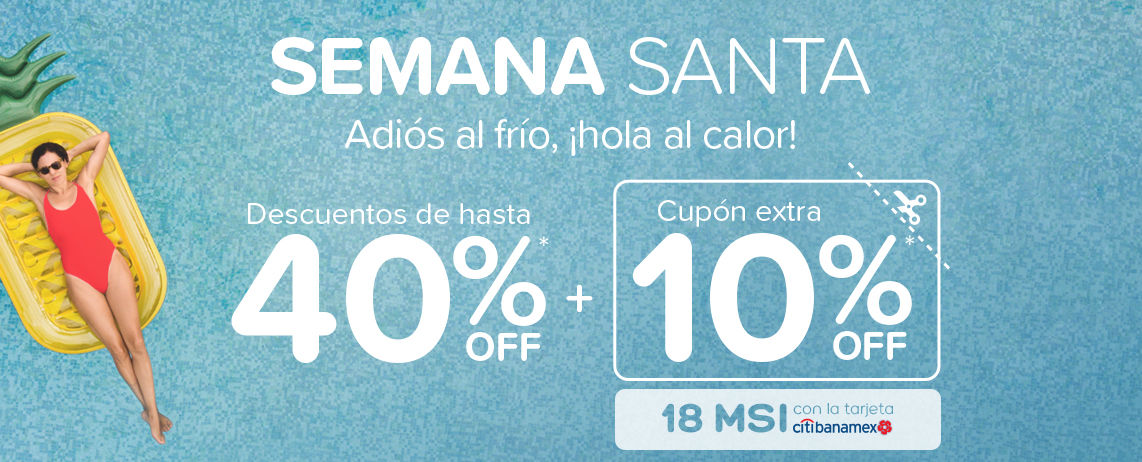 SEMANA SANTA
Adiós al frío, ¡hola al calor!
Descuentos de hasta
40%*
OFF
+
Cupón extra
10%*
OFF
18 MSI con la tarjeta
citibanamex